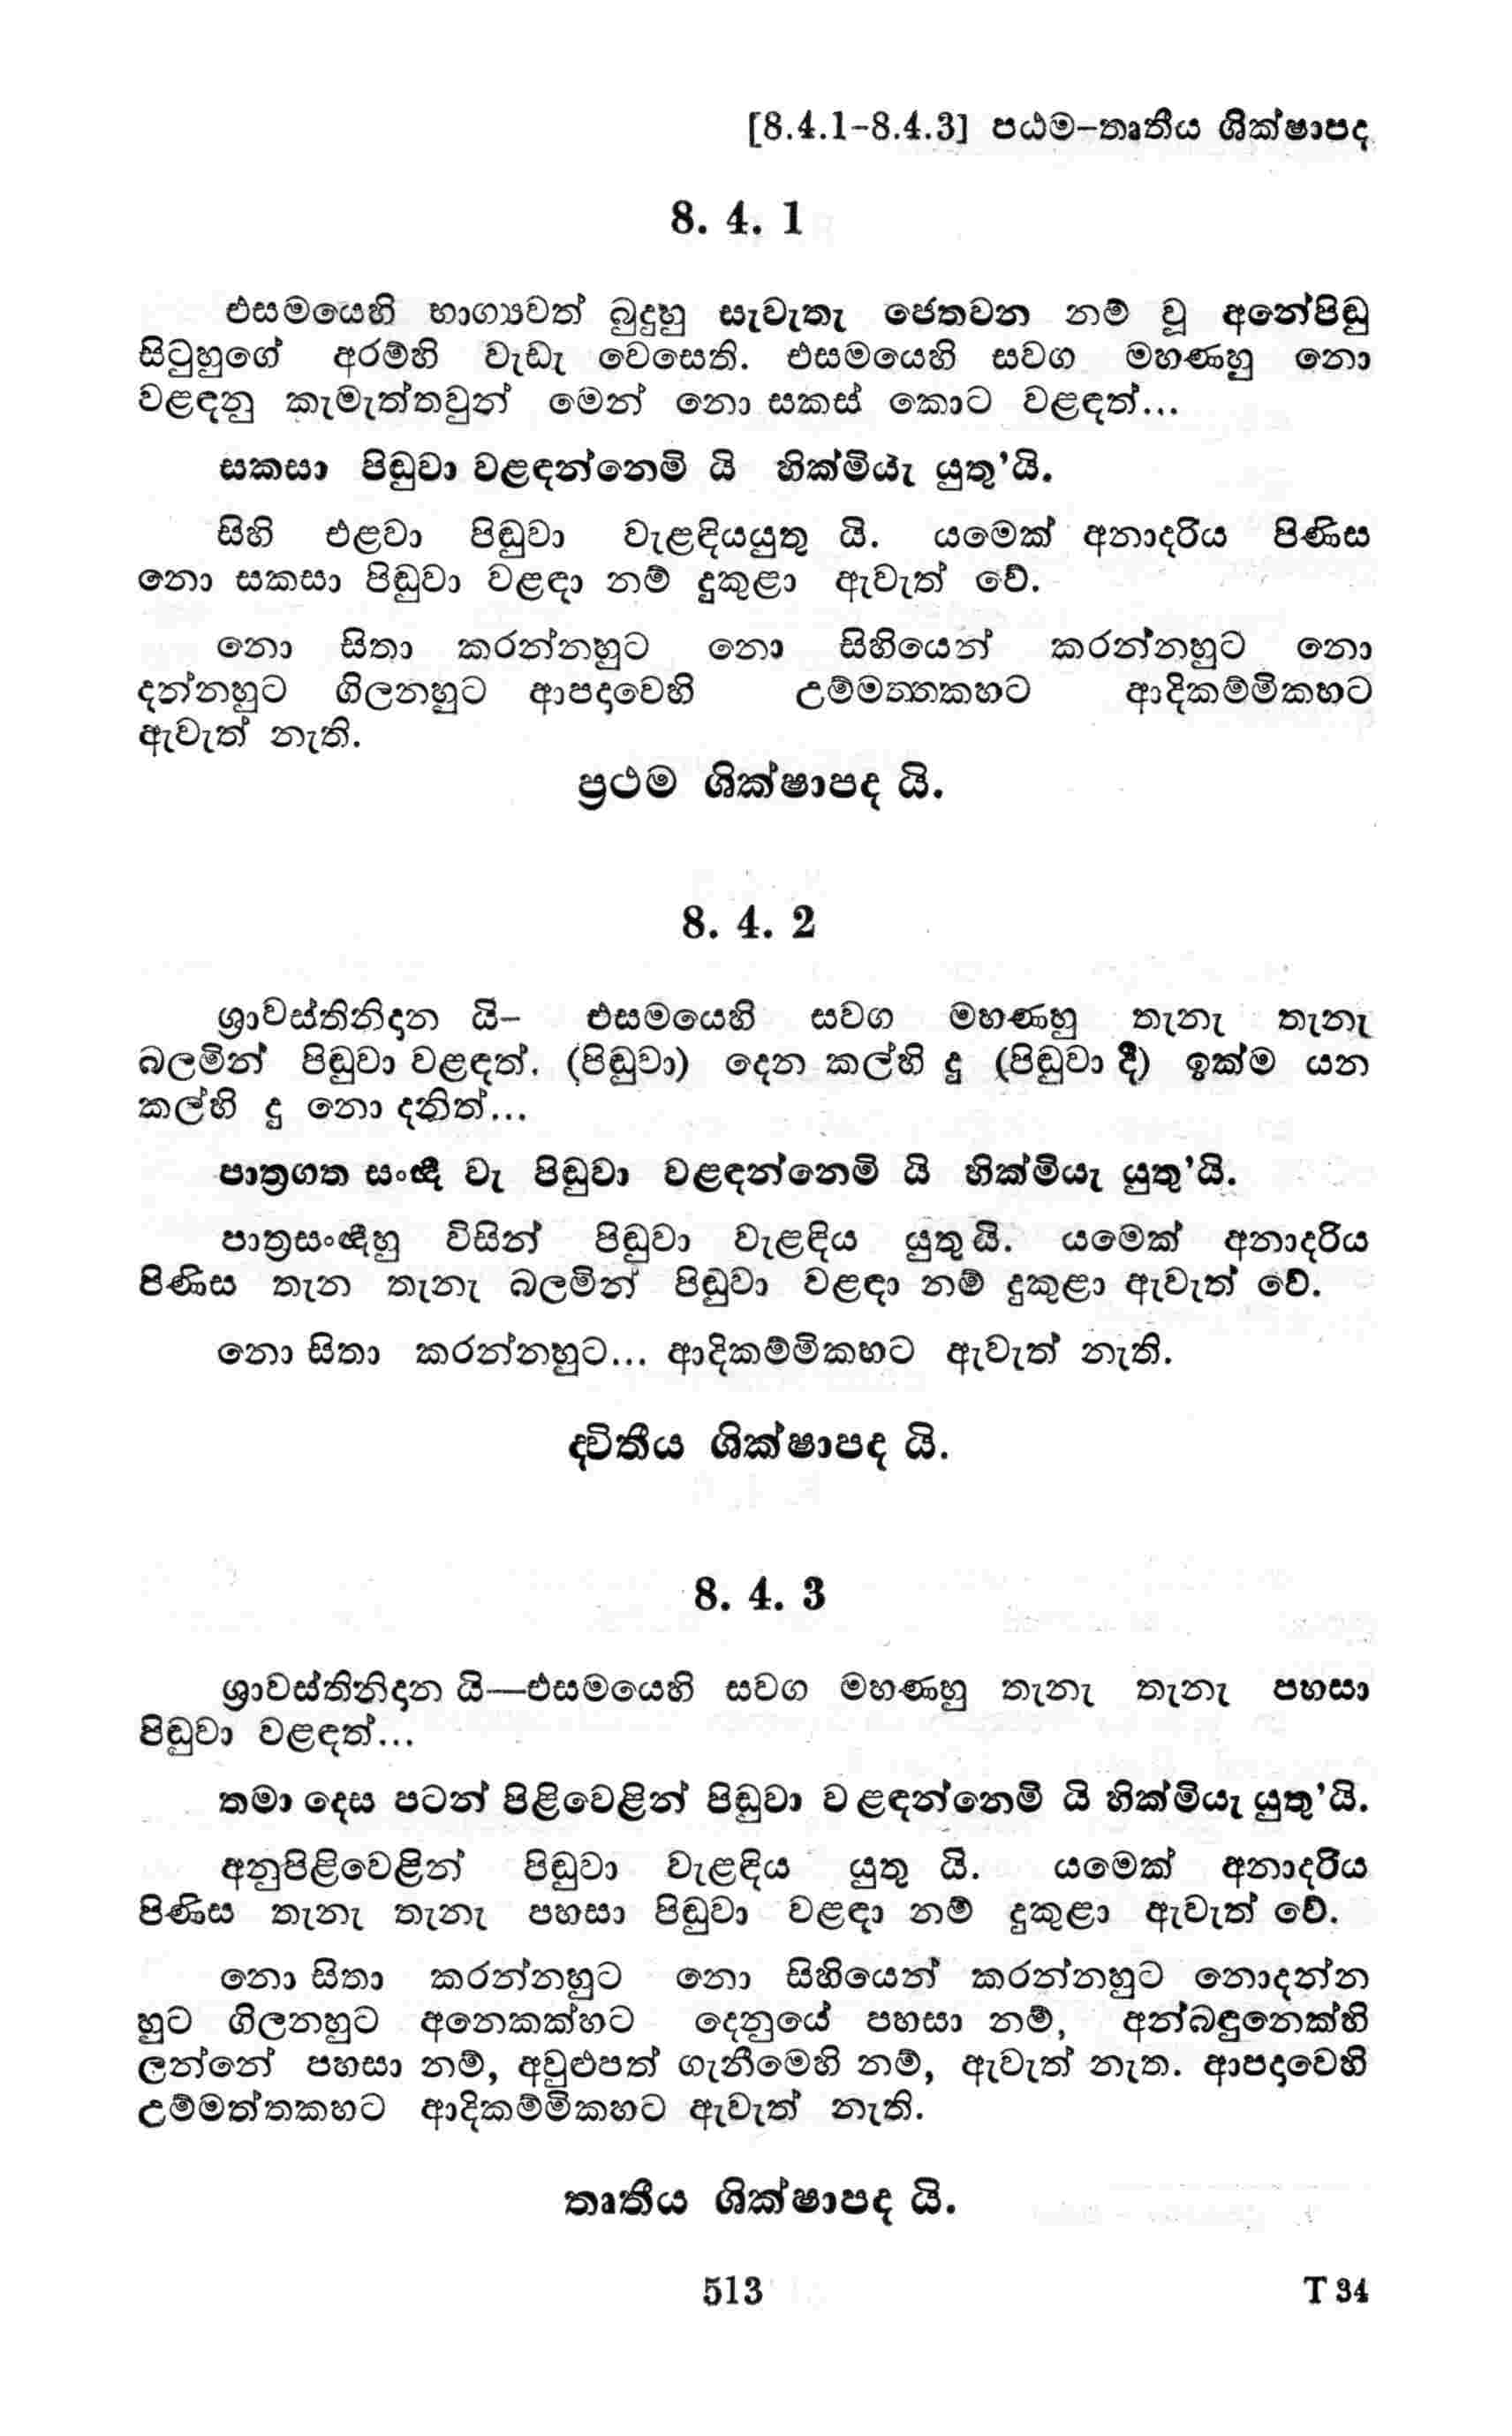 [8.4.1-8.4.3] පඨම-තෘතීය ශික්ෂාපද
8. 4. 1
එසමයෙහි භාග්‍යවත් බුදුහු සැවැතැ ජෙතවන නම් වූ අනේපිඬු
සිටුහුගේ අරම්හි වැඩැ වෙසෙති. එසමයෙහි සවග මහණහු නො
වළඳනු කැමැත්තවුන් මෙන් නො සකස් කොට වළඳත්...
සකසා පිඬුවා වළඳන්නෙමි යි හික්මියැ යුතු'යි.
සිහි එළවා පිඬුවා වැළඳියයුතු යි. යමෙක් අනාදරිය පිණිස
නො සකසා පිඬුවා වළඳා නම් දුකුළා ඇවැත් වේ.
නො සිතා කරන්නහුට නො සිහියෙන් කරන්නහුට නො
දන්නහුට ගිලනහුට ආපදාවෙහි උම්මත්තකහට ආදිකම්මිකහට
ඇවැත් නැති.
ප්‍රථම ශික්ෂාපද යි.
8. 4. 2
ශ්‍රාවස්තිනිදාන යි- එසමයෙහි සවග මහණහු තැනැ තැනැ
බලමින් පිඬුවා වළඳත්. (පිඬුවා) දෙන කල්හි දු (පිඬුවා දී) ඉක්ම යන
කල්හි දු නො දනිත්...
පාත්‍රගත සංඥී වැ පිඬුවා වළඳන්නෙමි යි හික්මියැ යුතු'යි.
පාත්‍රසංඥීහු විසින් පිඬුවා වැළඳිය යුතු යි. යමෙක් අනාදරිය
පිණිස තැන තැනැ බලමින් පිඬුවා වළඳා නම් දුකුළා ඇවැත් වේ.
නො සිතා කරන්නහුට... ආදිකම්මිකහට ඇවැත් නැති.
ද්විතීය ශික්ෂාපද යි.
8. 4. 3
ශ්‍රාවස්තිනිදාන යි—එසමයෙහි සවග මහණහු තැනැ තැනැ පහසා
පිඬුවා වළඳත්...
තමා දෙස පටන් පිළිවෙළින් පිඬුවා ව ළඳන්නෙමි යි හික්මියැ යුතු'යි.
අනුපිළිවෙළින් පිඬුවා වැළඳිය යුතු යි. යමෙක් අනාදරිය
පිණිස තැනැ තැනැ පහසා පිඬුවා වළඳා නම් දුකුළා ඇවැත් වේ.
නො සිතා කරන්නහුට නො සිහියෙන් කරන්නහුට නොදන්න
හුට ගිලනහුට අනෙකක්හට දෙනුයේ පහසා නම්, අන්බඳුනෙක්හි
ලන්නේ පහසා නම්, අවුළුපත් ගැනීමෙහි නම්, ඇවැත් නැත. ආපදාවෙහි
උම්මත්තකහට ආදිකම්මිකහට ඇවැත් නැති.
තෘතීය ශික්ෂාපද යි.
513 T 34